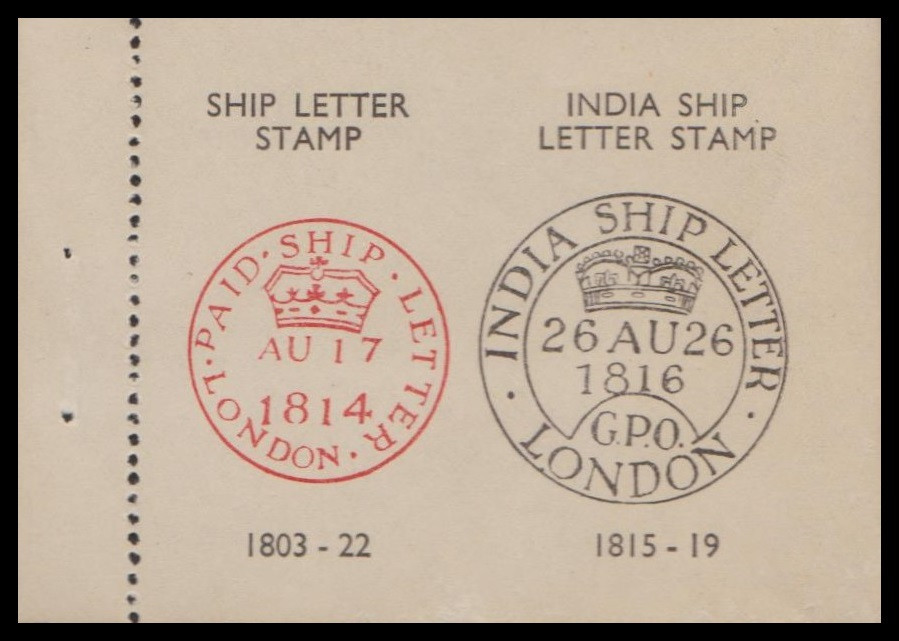 SHIP LETTER
STAMP
PAID · SHIP · LETTER ·
AU 17
1814
· LONDON ·
1803 - 22
INDIA SHIP
LETTER STAMP
· INDIA SHIP LETTER ·
26 AU 26
1816
G.P.O.
LONDON
1815 - 19